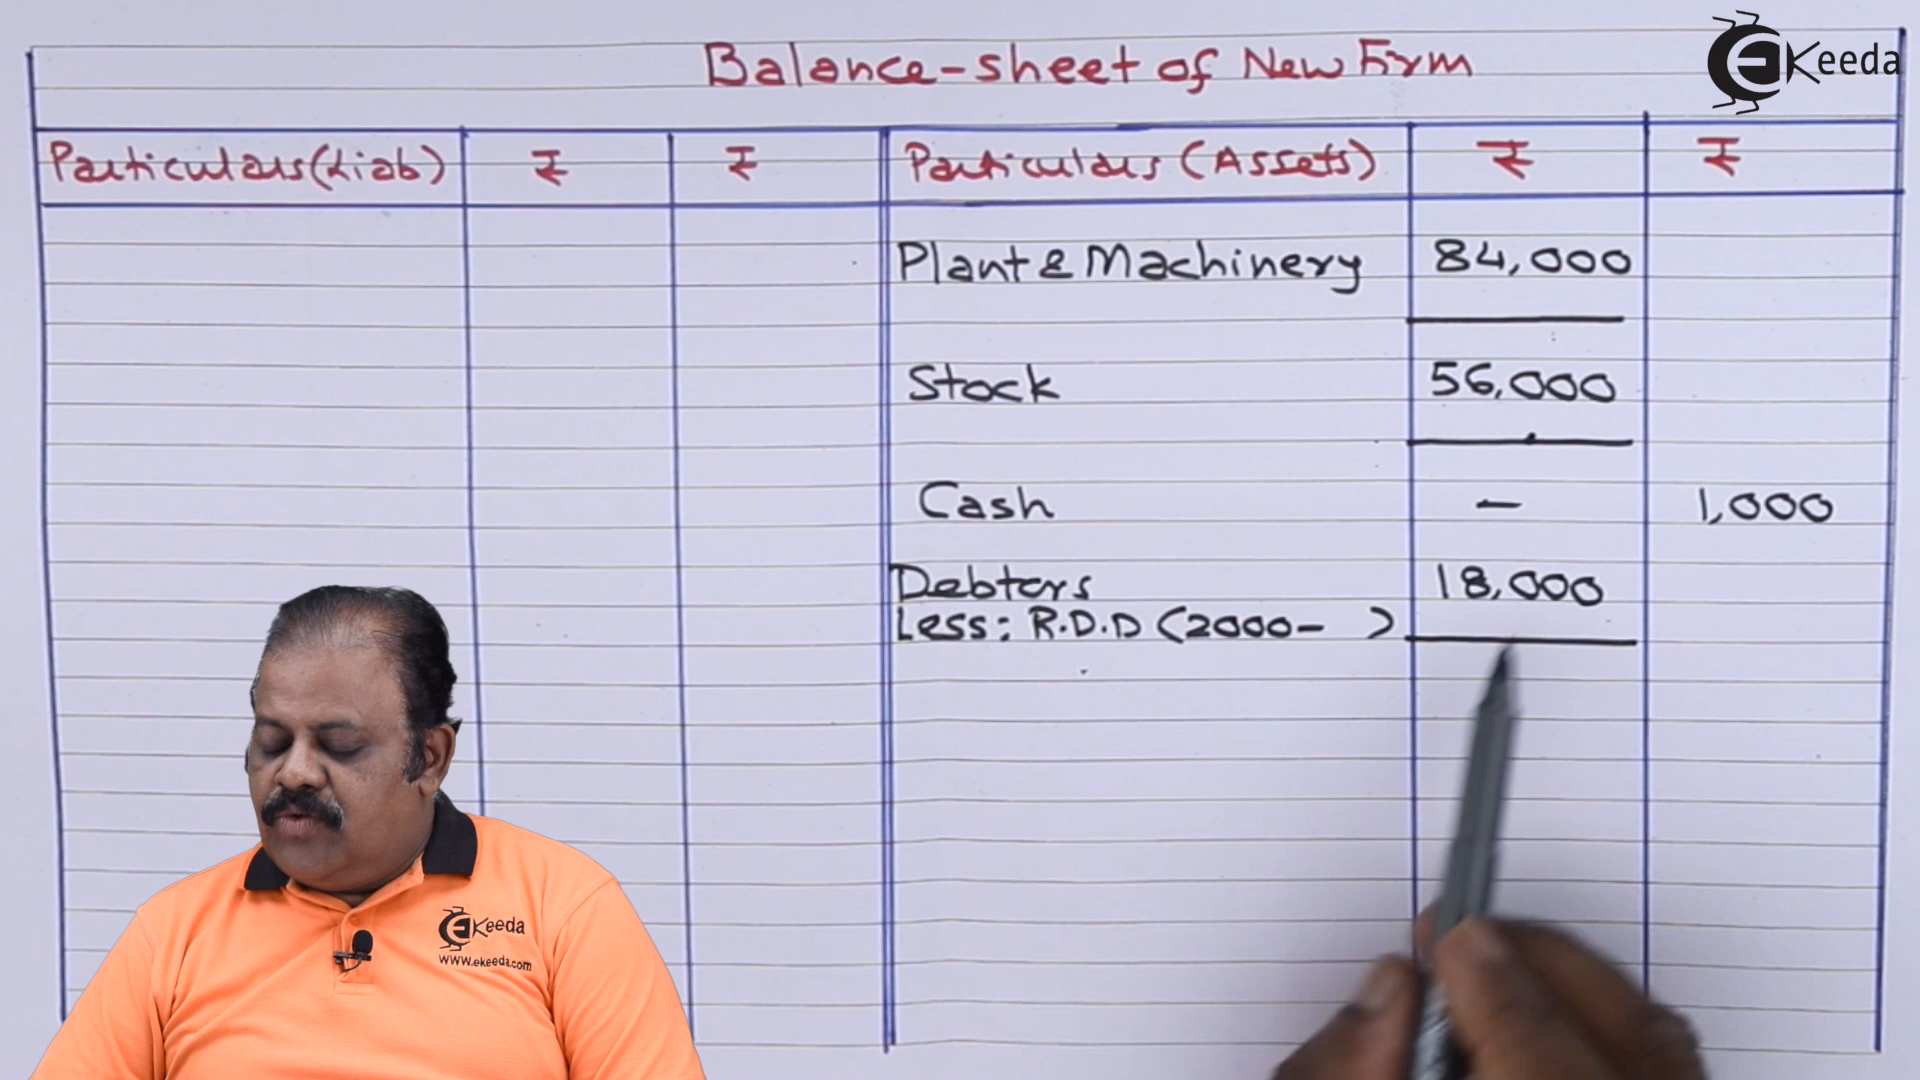 Balance-sheet of New Firm
EKeeda
Particulars (Liab) ₹ ₹ Particulars (Assets) ₹ ₹
Plant & Machinery 84,000
Stock 56,000
Cash - 1,000
Debtors 18,000
Less: R.D.D (2000- )
EKeeda
www.ekeeda.com